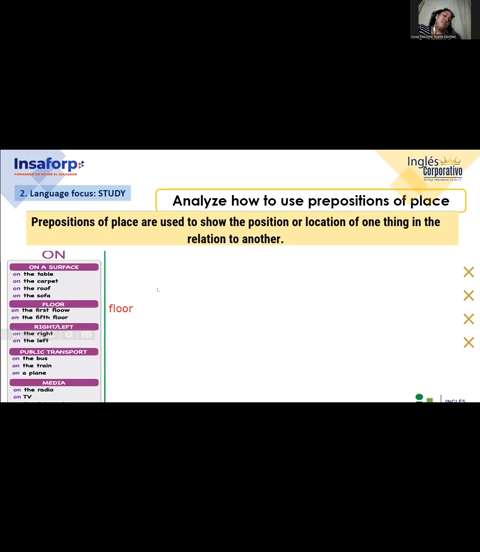 Insaforp
FORMANDO UN MEJOR EL SALVADOR
Inglés
Corporativo
2. Language focus: STUDY
Analyze how to use prepositions of place
Prepositions of place are used to show the position or location of one thing in the
relation to another.
ON
ON A SURFACE
on the table
on the carpet
on the roof
on the sofa
FLOOR
on the first floow
on the fifth floor
floor
RIGHT/LEFT
on the right
on the left
PUBLIC TRANSPORT
on the bus
on the train
on a plane
MEDIA
on the radio
on TV
INGLÉS